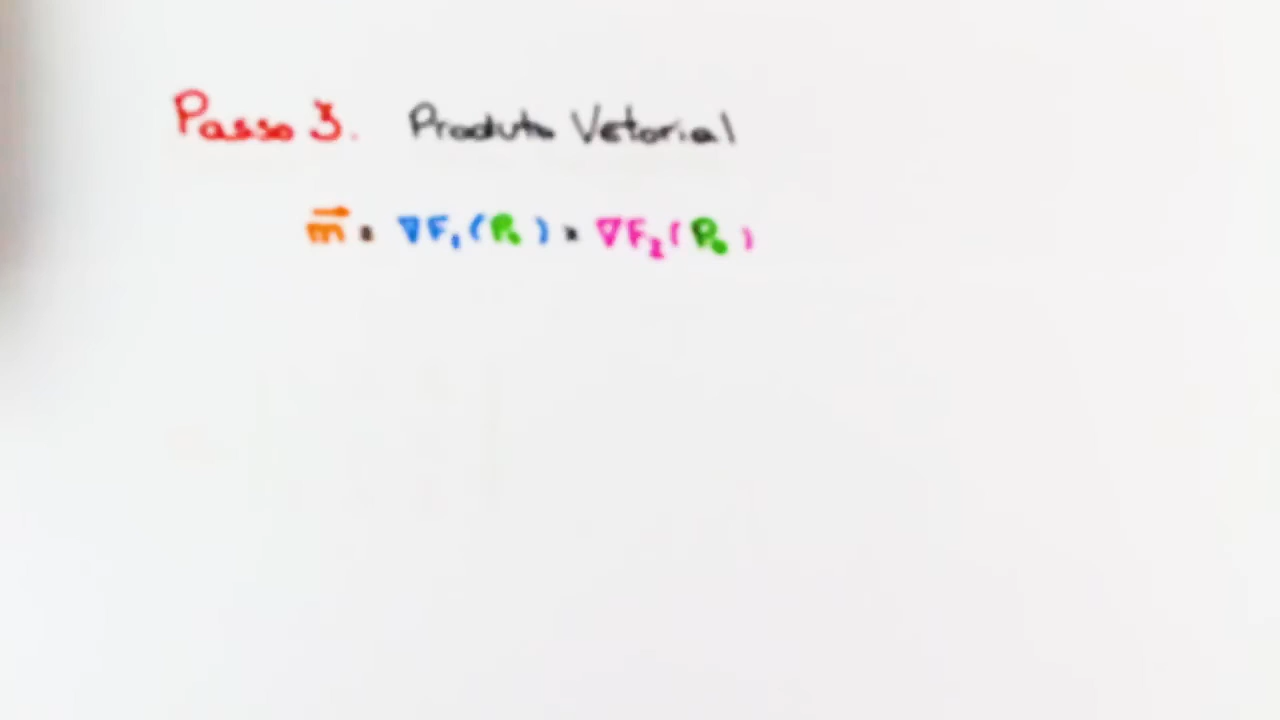 Passo 3. Produto Vetorial
m⃗ = ∇F₁(P₀) × ∇F₂(P₀)